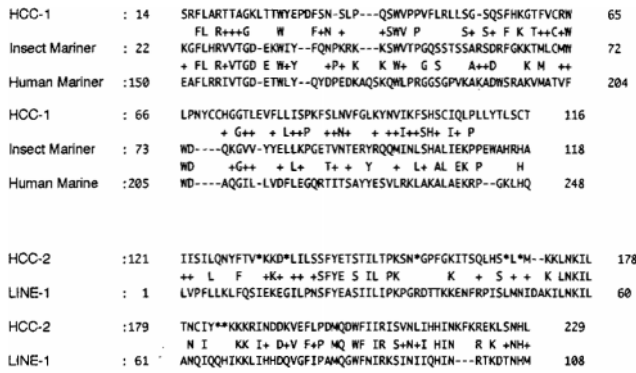 HCC-1 : 14 SRFLARTTAGKLTTWYEPDFSN-SLP---QSWVPPVFLRLLSG-SQSFHKGTFVCRW 65
FL R+++G W F+N + +SWV P S+ S+ F K T++C+W
Insect Mariner : 22 KGFLHRVVTGD-EKWIY--FQNPKRK---KSWVTPGQSSTSSARSDRFGKKTMLCMW 72
+ FL R+VTGD E W+Y +P+ K KW G S A++D K M ++
Human Mariner :150 EAFLRRIVTGD-ETWLY--QYDPEDKAQSKQWLPRGGSGPVKAKADWSRAKVMATVF 204
HCC-1 : 66 LPNYCCHGGTLEVFLLISPKFSLNVFGLKYNVIKFSHSCIQLPLLYTLSCT 116
+ G++ + L++P ++N+ + ++I++SH+ I+ P
Insect Mariner : 73 WD----QKGVV-YYELLKPGETVNTERYRQQMINLSHALIEKPPEWAHRHA 118
WD +G++ + L+ T+ + Y + L+ AL EK P H
Human Marine :205 WD----AQGIL-LVDFLEGQRTITSAYYESVLRKLAKALAEKRP--GKLHQ 248
HCC-2 :121 IISILQNYFTV*KKD*LILSSFYETSTILTPKSN*GPFGKITSQLHS*L*M--KKLNKIL 178
++ L F +K+ ++ +SFYE S IL PK K + S + + K LNKIL
LINE-1 : 1 LVPFLLKLFQSIEKEGILPNSFYEASIILIPKPGRDTTKKENFRPISLMNIDAKILNKIL 60
HCC-2 :179 TNCIY**KKKRINDDKVEFLPDMQDWFIIRISVNLIHHINKFKREKLSNHL 229
N I KK I+ D+V F+P MQ WF IR S+N+I HIN R K +NH+
LINE-1 : 61 ANQIQQHIKKLIHHDQVGFIPAMQGWFNIRKSINIIQHIN---RTKDTNHM 108